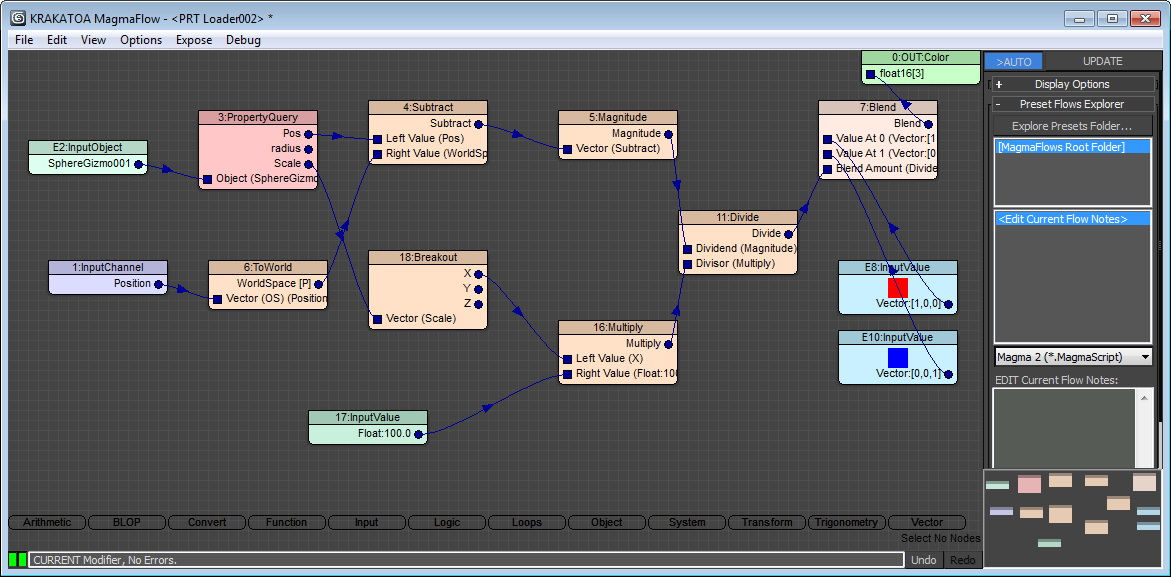 KRAKATOA MagmaFlow - <PRT Loader002> *
File Edit View Options Expose Debug
0:OUT:Color
float16[3]
7:Blend
Blend
Value At 0 (Vector:[1
Value At 1 (Vector:[0
Blend Amount (Divide
4:Subtract
Subtract
Left Value (Pos)
Right Value (WorldSp
3:PropertyQuery
Pos
radius
Scale
Object (SphereGizmo
5:Magnitude
Magnitude
Vector (Subtract)
E2:InputObject
SphereGizmo001
11:Divide
Divide
Dividend (Magnitude)
Divisor (Multiply)
18:Breakout
X
Y
Z
Vector (Scale)
1:InputChannel
Position
6:ToWorld
WorldSpace [P]
Vector (OS) (Position
E8:InputValue
Vector:[1,0,0]
16:Multiply
Multiply
Left Value (X)
Right Value (Float:10
E10:InputValue
Vector:[0,0,1]
17:InputValue
Float:100.0
>AUTO UPDATE
+ Display Options
- Preset Flows Explorer
Explore Presets Folder...
[MagmaFlows Root Folder]
<Edit Current Flow Notes>
Magma 2 (*.MagmaScript)
EDIT Current Flow Notes:
Arithmetic BLOP Convert Function Input Logic Loops Object System Transform Trigonometry Vector
Select No Nodes
CURRENT Modifier, No Errors.
Undo Redo